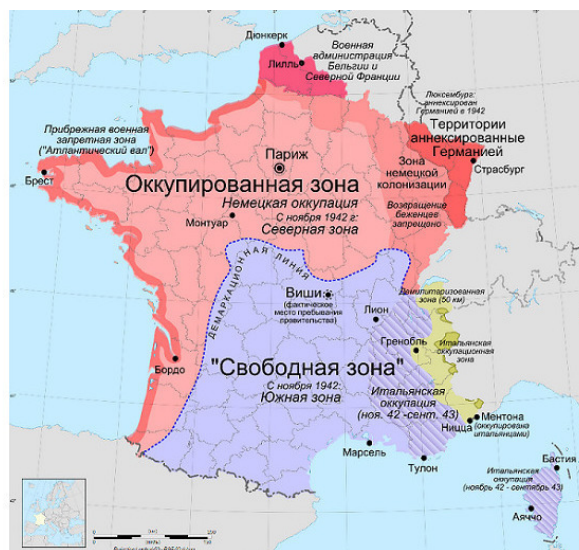 Дюнкерк
Лилль
Военная
администрация
Бельгии и
Северной Франции
Люксембург:
аннексирован
Германией в 1942
Территории
аннексированные
Германией
Страсбург
Прибрежная военная
запретная зона
("Атлантический вал")
Брест
Париж
Зона
немецкой
колонизации
Возвращение
беженцев
запрещено
Оккупированная зона
Немецкая оккупация
С ноября 1942 г:
Северная зона
Монтуар
ДЕМАРКАЦИОННАЯ ЛИНИЯ
Виши
(фактическое
место пребывания
правительства)
Демилитаризованная
зона (50 км)
Лион
Гренобль
Итальянская
оккупационная
зона
Бордо
"Свободная зона"
С ноября 1942:
Южная зона
Итальянская
оккупация
(ноя. 42 -сент. 43)
Ментона
(оккупирована
итальянцами)
Ницца
Марсель
Тулон
Бастия
Итальянская
оккупация
(ноябрь 42 - сентябрь 43)
Аяччо